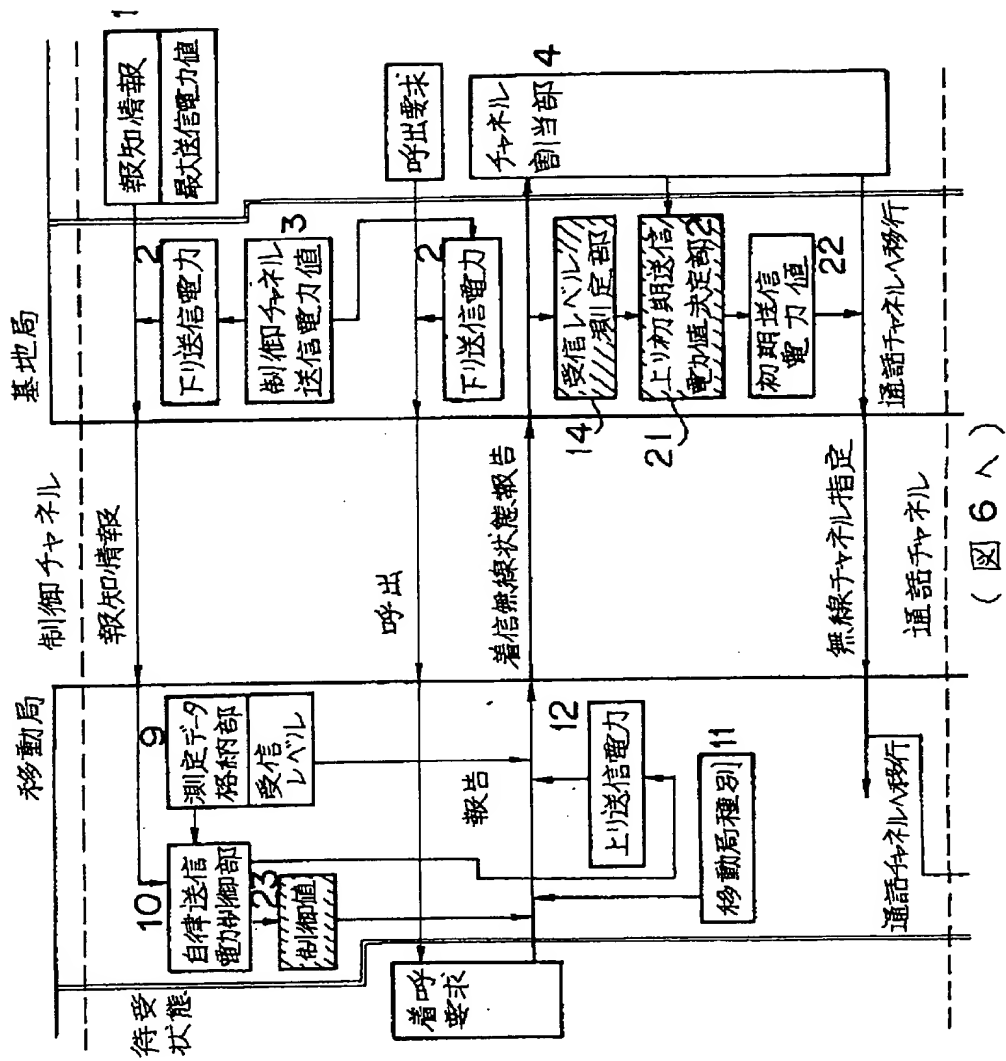 移動局
制御チャネル
基地局
待受
状態
10
自律送信
電力制御部
23
制御値
9
測定データ
格納部
受信
レベル
報知情報
2
下り送信電力
3
制御チャネル
送信電力値
1
報知情報
最大送信電力値
着呼
要求
呼出
2
下り送信電力
呼出要求
報告
着信無線状態報告
12
上り送信電力
移動局種別
11
14
受信レベル
測定部
21
上り初期送信
電力値決定部2
初期送信
電力値
22
チャネル
割当部
4
通話チャネルへ移行
無線チャネル指定
通話チャネルへ移行
通話チャネル
(図6へ)